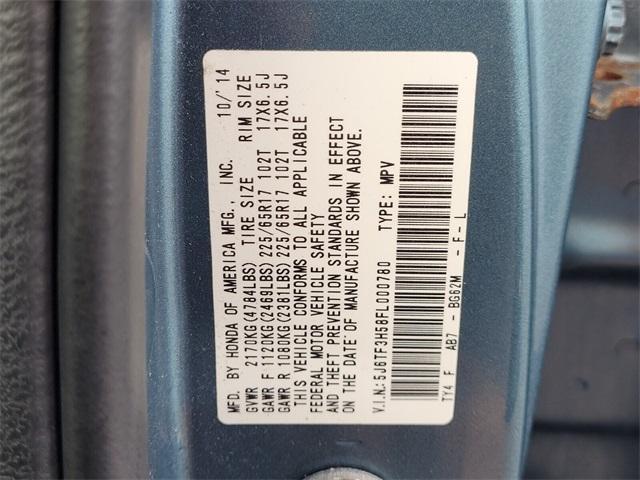 MFD. BY HONDA OF AMERICA MFG., INC. 10/'14
GVWR 2170KG(4784LBS) TIRE SIZE RIM SIZE
GAWR F 1120KG(2469LBS) 225/65R17 102T 17X6.5J
GAWR R 1080KG(2381LBS) 225/65R17 102T 17X6.5J
THIS VEHICLE CONFORMS TO ALL APPLICABLE
FEDERAL MOTOR VEHICLE SAFETY
AND THEFT PREVENTION STANDARDS IN EFFECT
ON THE DATE OF MANUFACTURE SHOWN ABOVE.
V.I.N.:5J6TF3H58FL000780 TYPE: MPV
TY4 F AB7 - BG62M - F - L